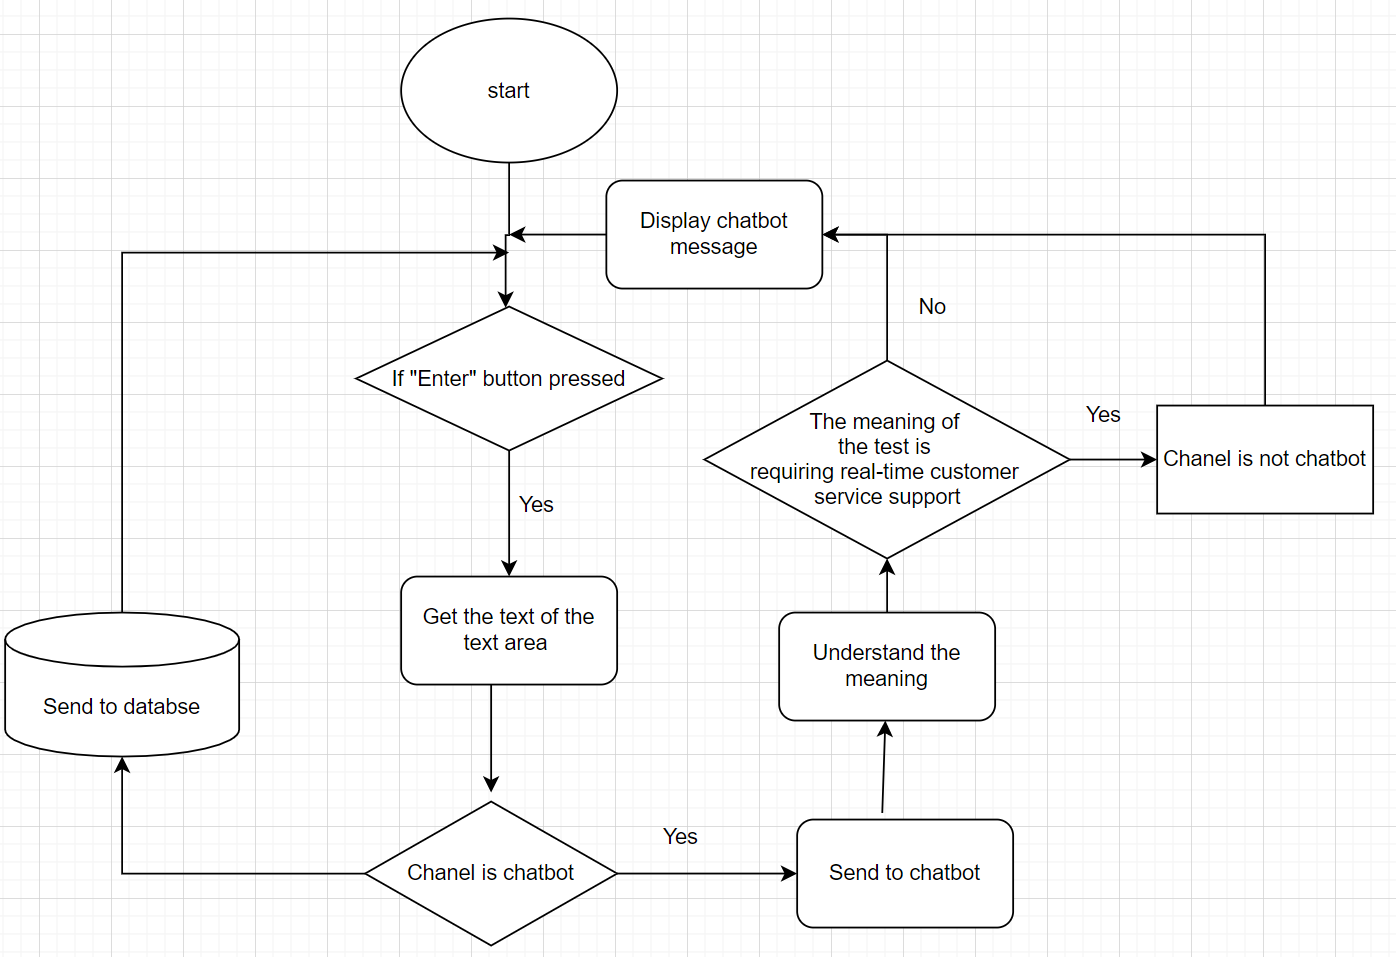 start
Display chatbot
message
No
If "Enter" button pressed
The meaning of
the test is
requiring real-time customer
service support
Yes
Chanel is not chatbot
Yes
Get the text of the
text area
Understand the
meaning
Send to databse
Yes
Chanel is chatbot
Send to chatbot